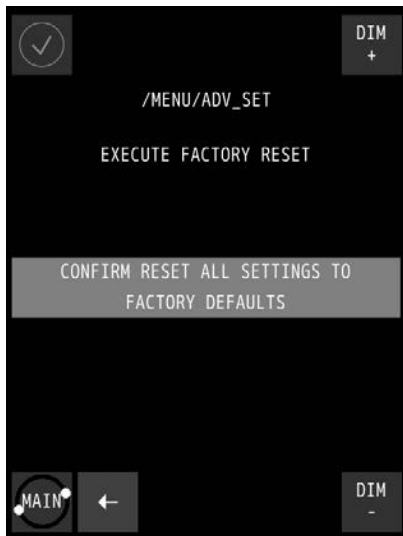 DIM
+
/MENU/ADV_SET
EXECUTE FACTORY RESET
CONFIRM RESET ALL SETTINGS TO
FACTORY DEFAULTS
MAIN
DIM
-